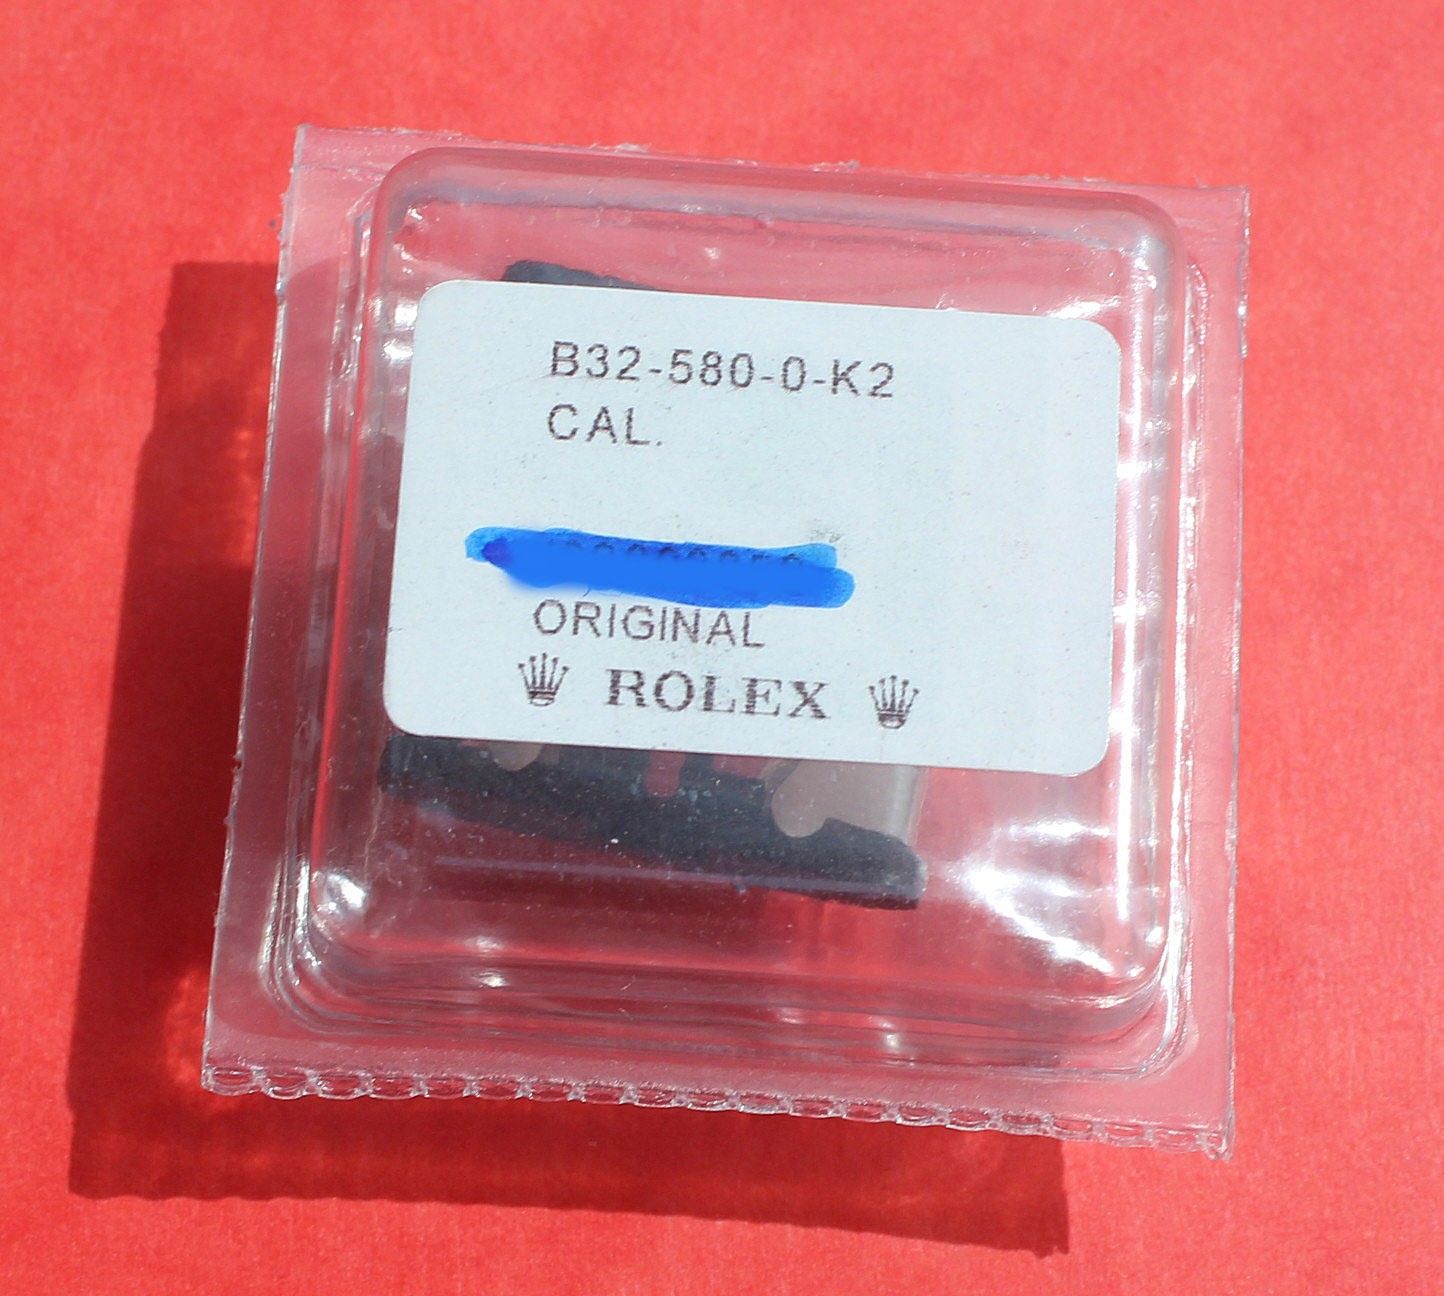 B32-580-0-K2
CAL.
ORIGINAL
ROLEX